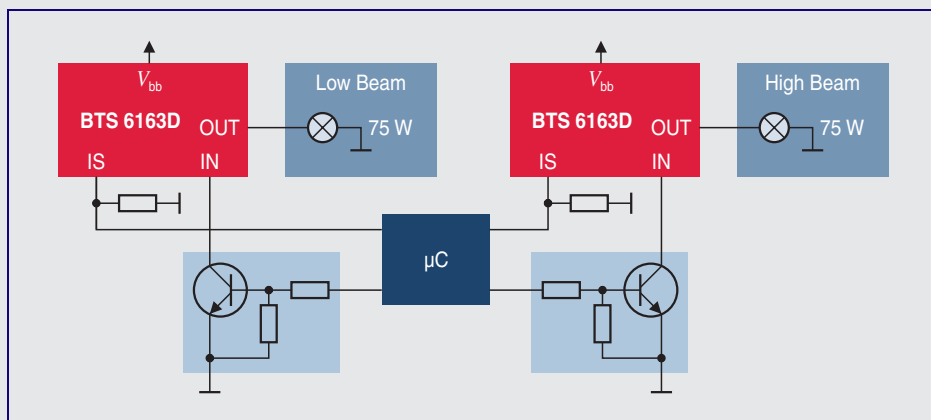 Vbb
BTS 6163D
OUT
IS
IN
Low Beam
75 W
Vbb
BTS 6163D
OUT
IS
IN
High Beam
75 W
µC